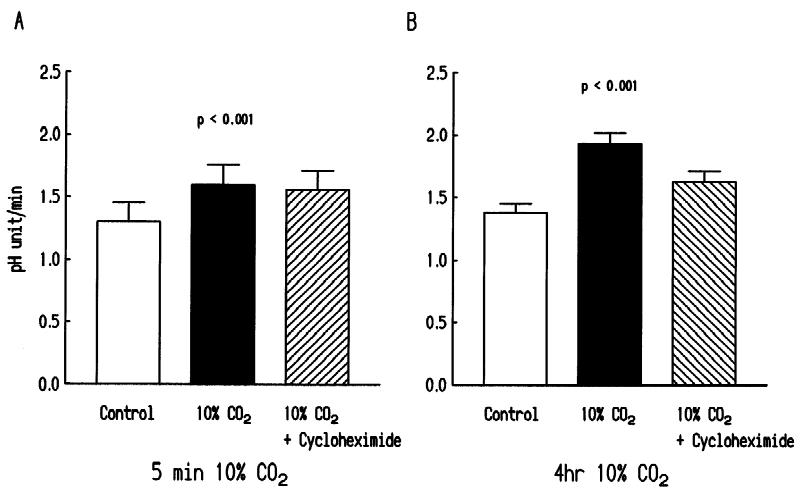 A
2.5
p < 0.001
2.0
1.5
pH unit/min
1.0
0.5
0.0
Control
10% CO₂
10% CO₂
+ Cycloheximide
5 min 10% CO₂
B
2.5
p < 0.001
2.0
1.5
1.0
0.5
0.0
Control
10% CO₂
10% CO₂
+ Cycloheximide
4hr 10% CO₂